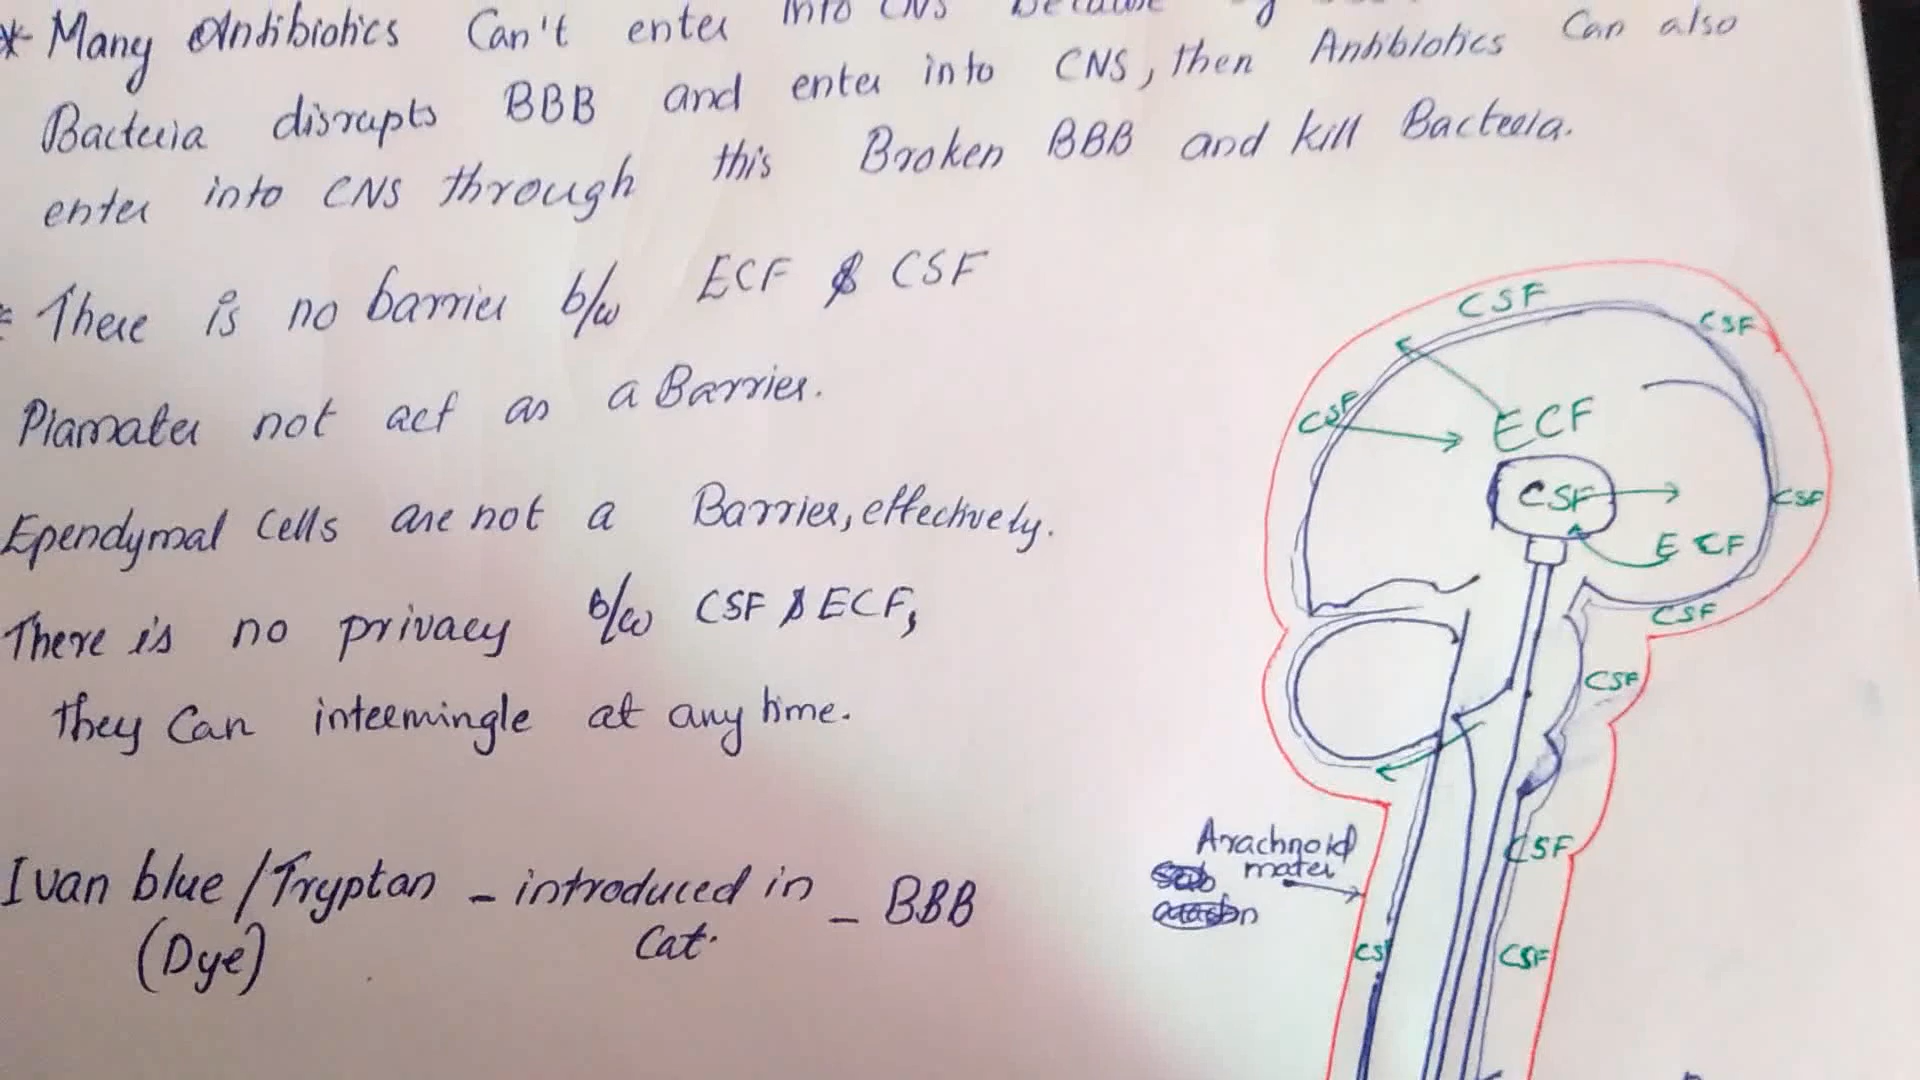 * Many Antibiotics Can't enter into CNS because
Bacteria disrupts BBB and enter into CNS, then Antibiotics Can also
enter into CNS through this Broken BBB and kill Bacteria.
There is no barrier b/w ECF & CSF
Piamater not act as a Barrier.
Ependymal Cells are not a Barrier, effectively.
There is no privacy b/w CSF & ECF,
they Can intermingle at any time.
Ivan blue/Tryptan - introduced in - BBB
(Dye) Cat.
CSF
CSF
CSF
ECF
CSF
CSF
ECF
CSF
CSF
Arachnoid
mater
CSF
CS
CSF